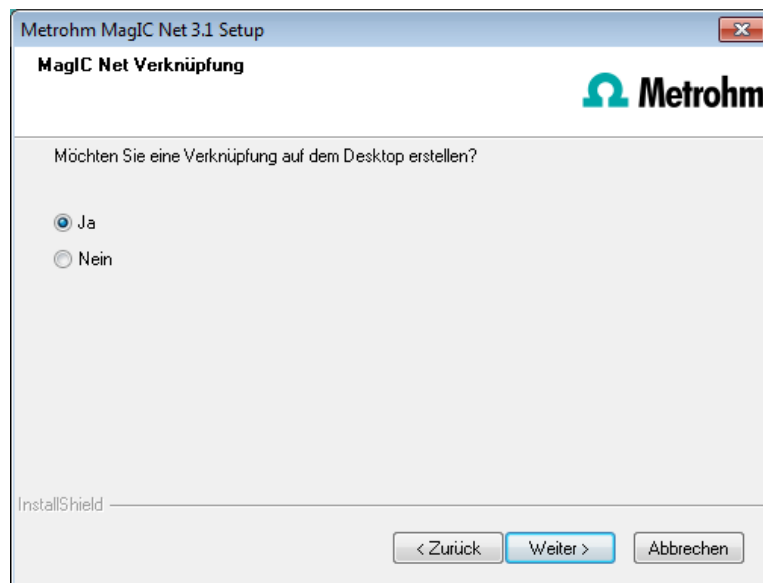 Metrohm MagIC Net 3.1 Setup
MagIC Net Verknüpfung
Metrohm
Möchten Sie eine Verknüpfung auf dem Desktop erstellen?
Ja
Nein
InstallShield
< Zurück
Weiter >
Abbrechen